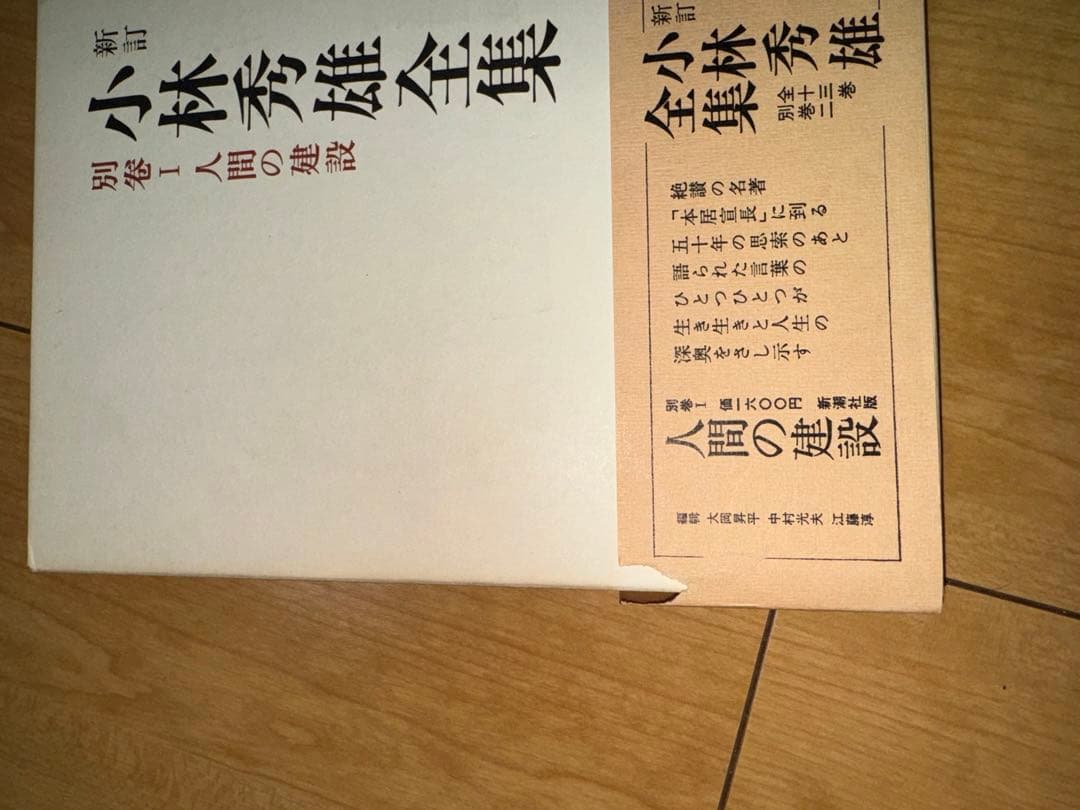 新訂
小林秀雄全集
別巻Ⅰ 人間の建設
新訂
小林秀雄
全集
全十三巻
別巻二
絶讃の名著
「本居宣長」に到る
五十年の思索のあと
語られた言葉の
ひとつひとつが
生き生きと人生の
深奥をさし示す
別巻Ⅰ 価一六〇〇円 新潮社版
人間の建設
編輯 大岡昇平 中村光夫 江藤淳